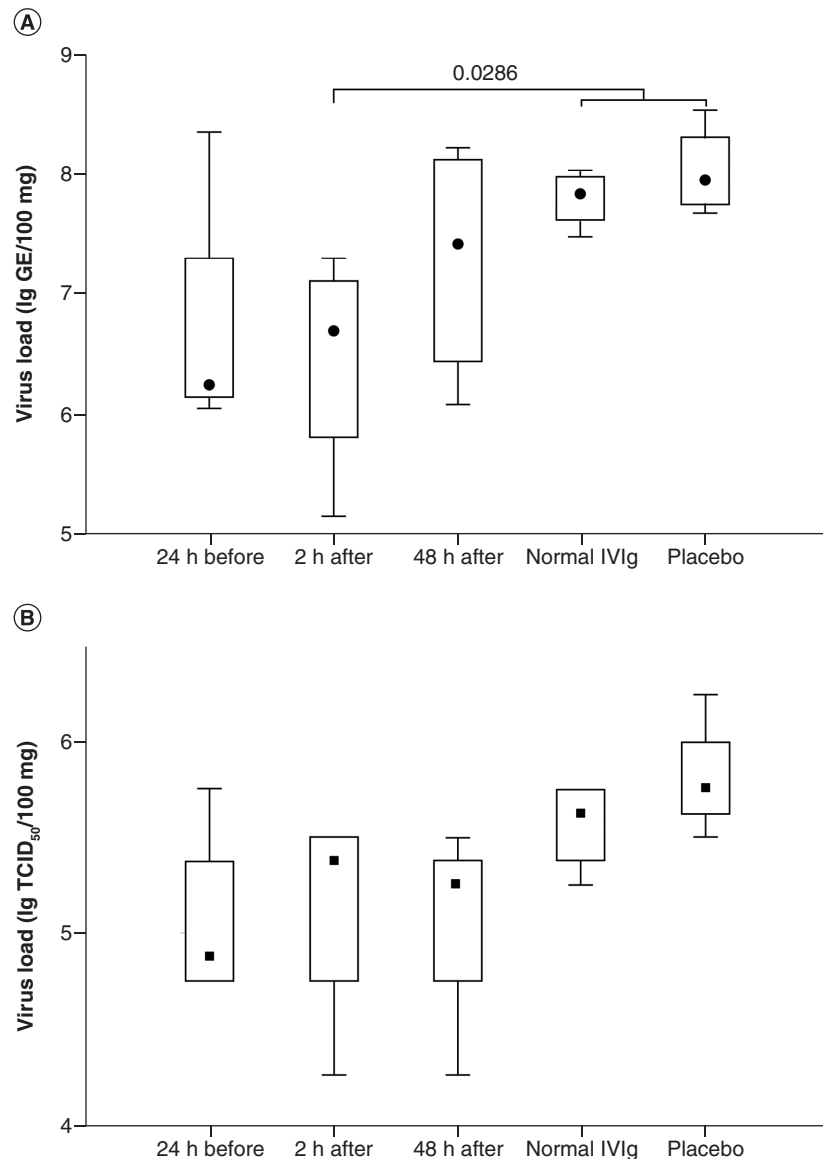 A
Virus load (lg GE/100 mg)
9
8
7
6
5
0.0286
24 h before 2 h after 48 h after Normal IVIg Placebo
B
Virus load (lg TCID₅₀/100 mg)
6
5
4
24 h before 2 h after 48 h after Normal IVIg Placebo